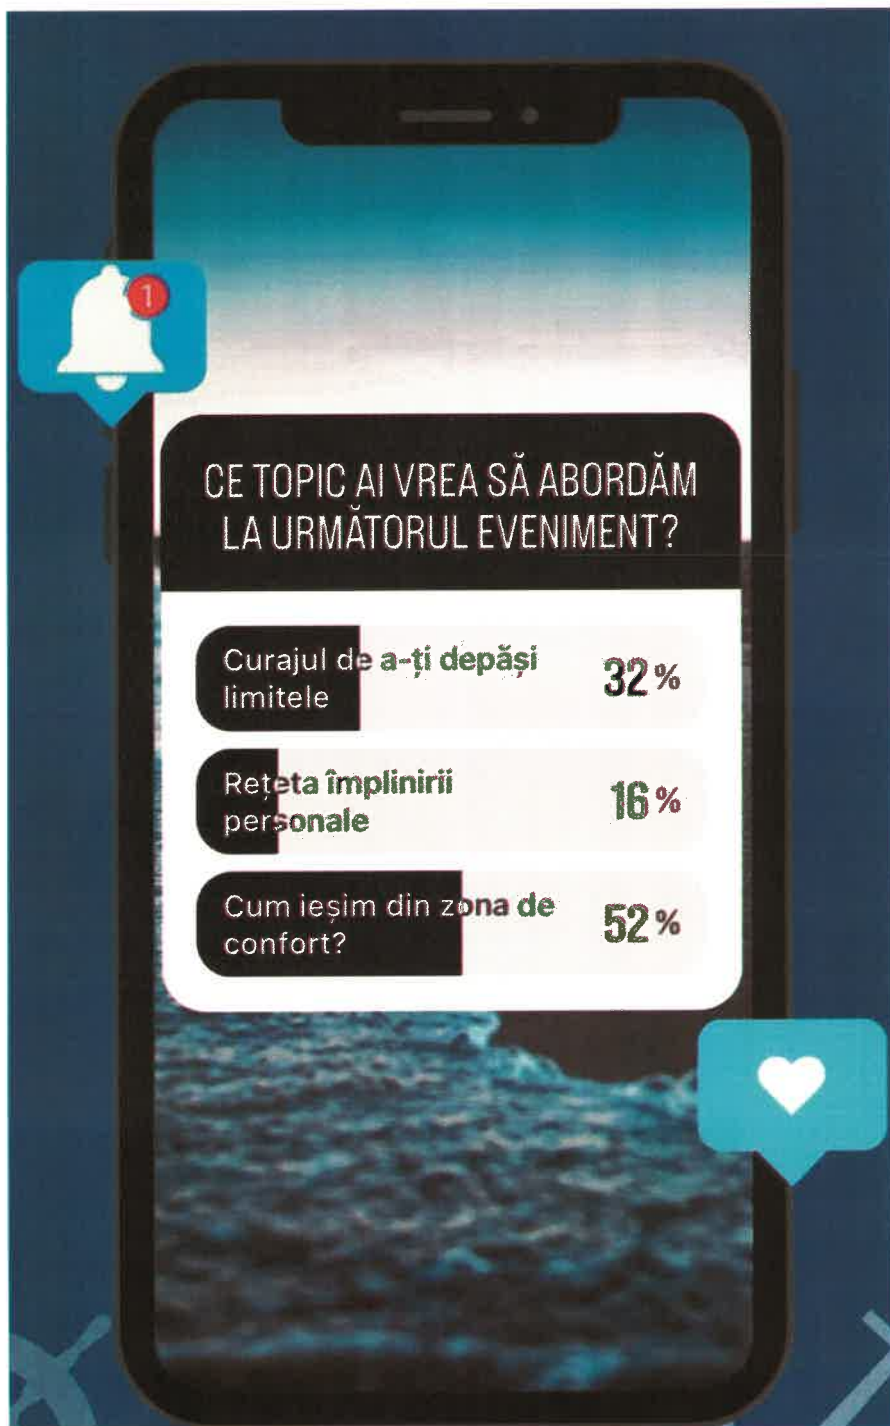 1
CE TOPIC AI VREA SĂ ABORDĂM
LA URMĂTORUL EVENIMENT?
Curajul de a-ți depăși
limitele
32%
Rețeta împlinirii
personale
16%
Cum ieșim din zona de
confort?
52%